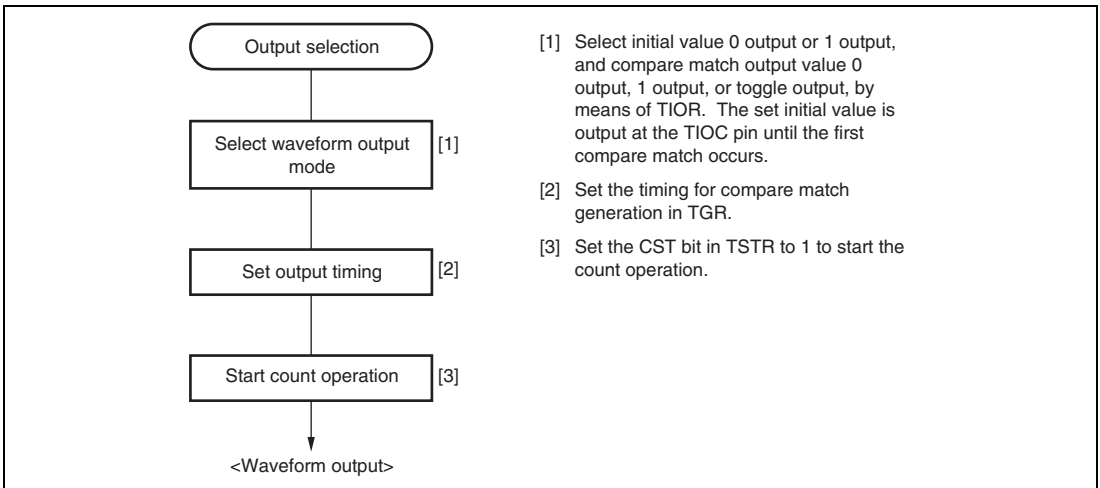 Output selection
Select waveform output
mode
[1]
Set output timing
[2]
Start count operation
[3]
<Waveform output>
[1] Select initial value 0 output or 1 output,
and compare match output value 0
output, 1 output, or toggle output, by
means of TIOR. The set initial value is
output at the TIOC pin until the first
compare match occurs.
[2] Set the timing for compare match
generation in TGR.
[3] Set the CST bit in TSTR to 1 to start the
count operation.